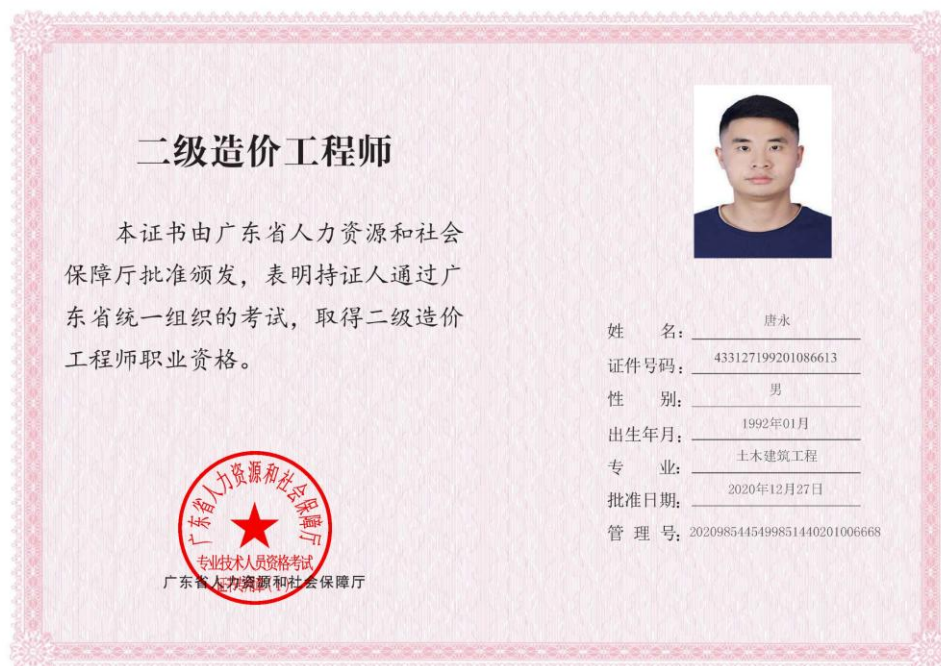 二级造价工程师
本证书由广东省人力资源和社会
保障厅批准颁发，表明持证人通过广
东省统一组织的考试，取得二级造价
工程师职业资格。
广东省人力资源和社会保障厅
专业技术人员资格考试
广东省人力资源和社会保障厅
姓 名：唐永
证件号码：433127199201086613
性 别：男
出生年月：1992年01月
专 业：土木建筑工程
批准日期：2020年12月27日
管 理 号：20209854454998514402010066​68